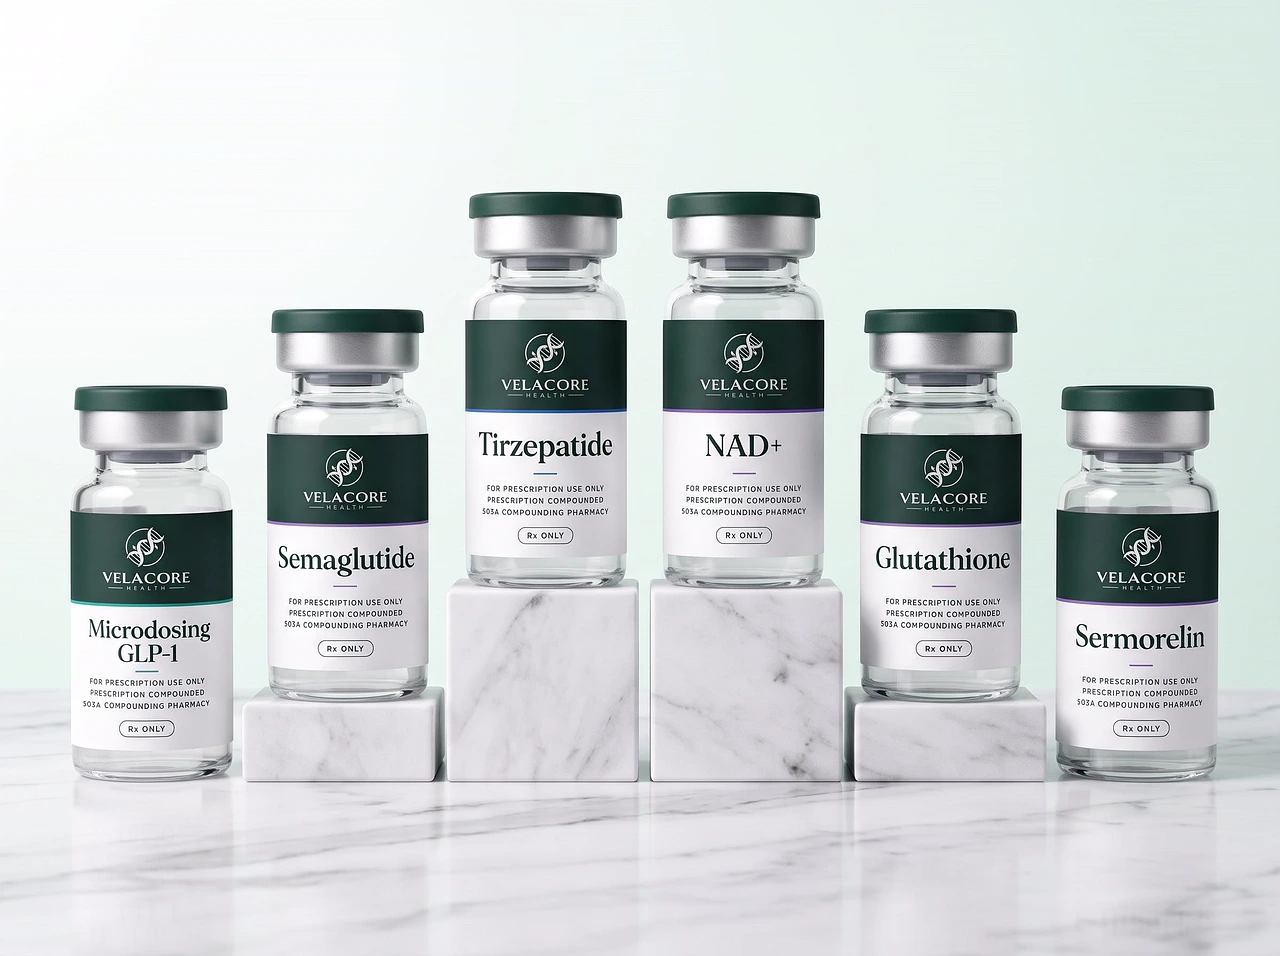 VELACORE
HEALTH
Microdosing
GLP-1
FOR PRESCRIPTION USE ONLY
PRESCRIPTION COMPOUNDED
503A COMPOUNDING PHARMACY
Rx ONLY
VELACORE
HEALTH
Semaglutide
FOR PRESCRIPTION USE ONLY
PRESCRIPTION COMPOUNDED
503A COMPOUNDING PHARMACY
Rx ONLY
VELACORE
HEALTH
Tirzepatide
FOR PRESCRIPTION USE ONLY
PRESCRIPTION COMPOUNDED
503A COMPOUNDING PHARMACY
Rx ONLY
VELACORE
HEALTH
NAD+
FOR PRESCRIPTION USE ONLY
PRESCRIPTION COMPOUNDED
503A COMPOUNDING PHARMACY
Rx ONLY
VELACORE
HEALTH
Glutathione
FOR PRESCRIPTION USE ONLY
PRESCRIPTION COMPOUNDED
503A COMPOUNDING PHARMACY
Rx ONLY
VELACORE
HEALTH
Sermorelin
FOR PRESCRIPTION USE ONLY
PRESCRIPTION COMPOUNDED
503A COMPOUNDING PHARMACY
Rx ONLY